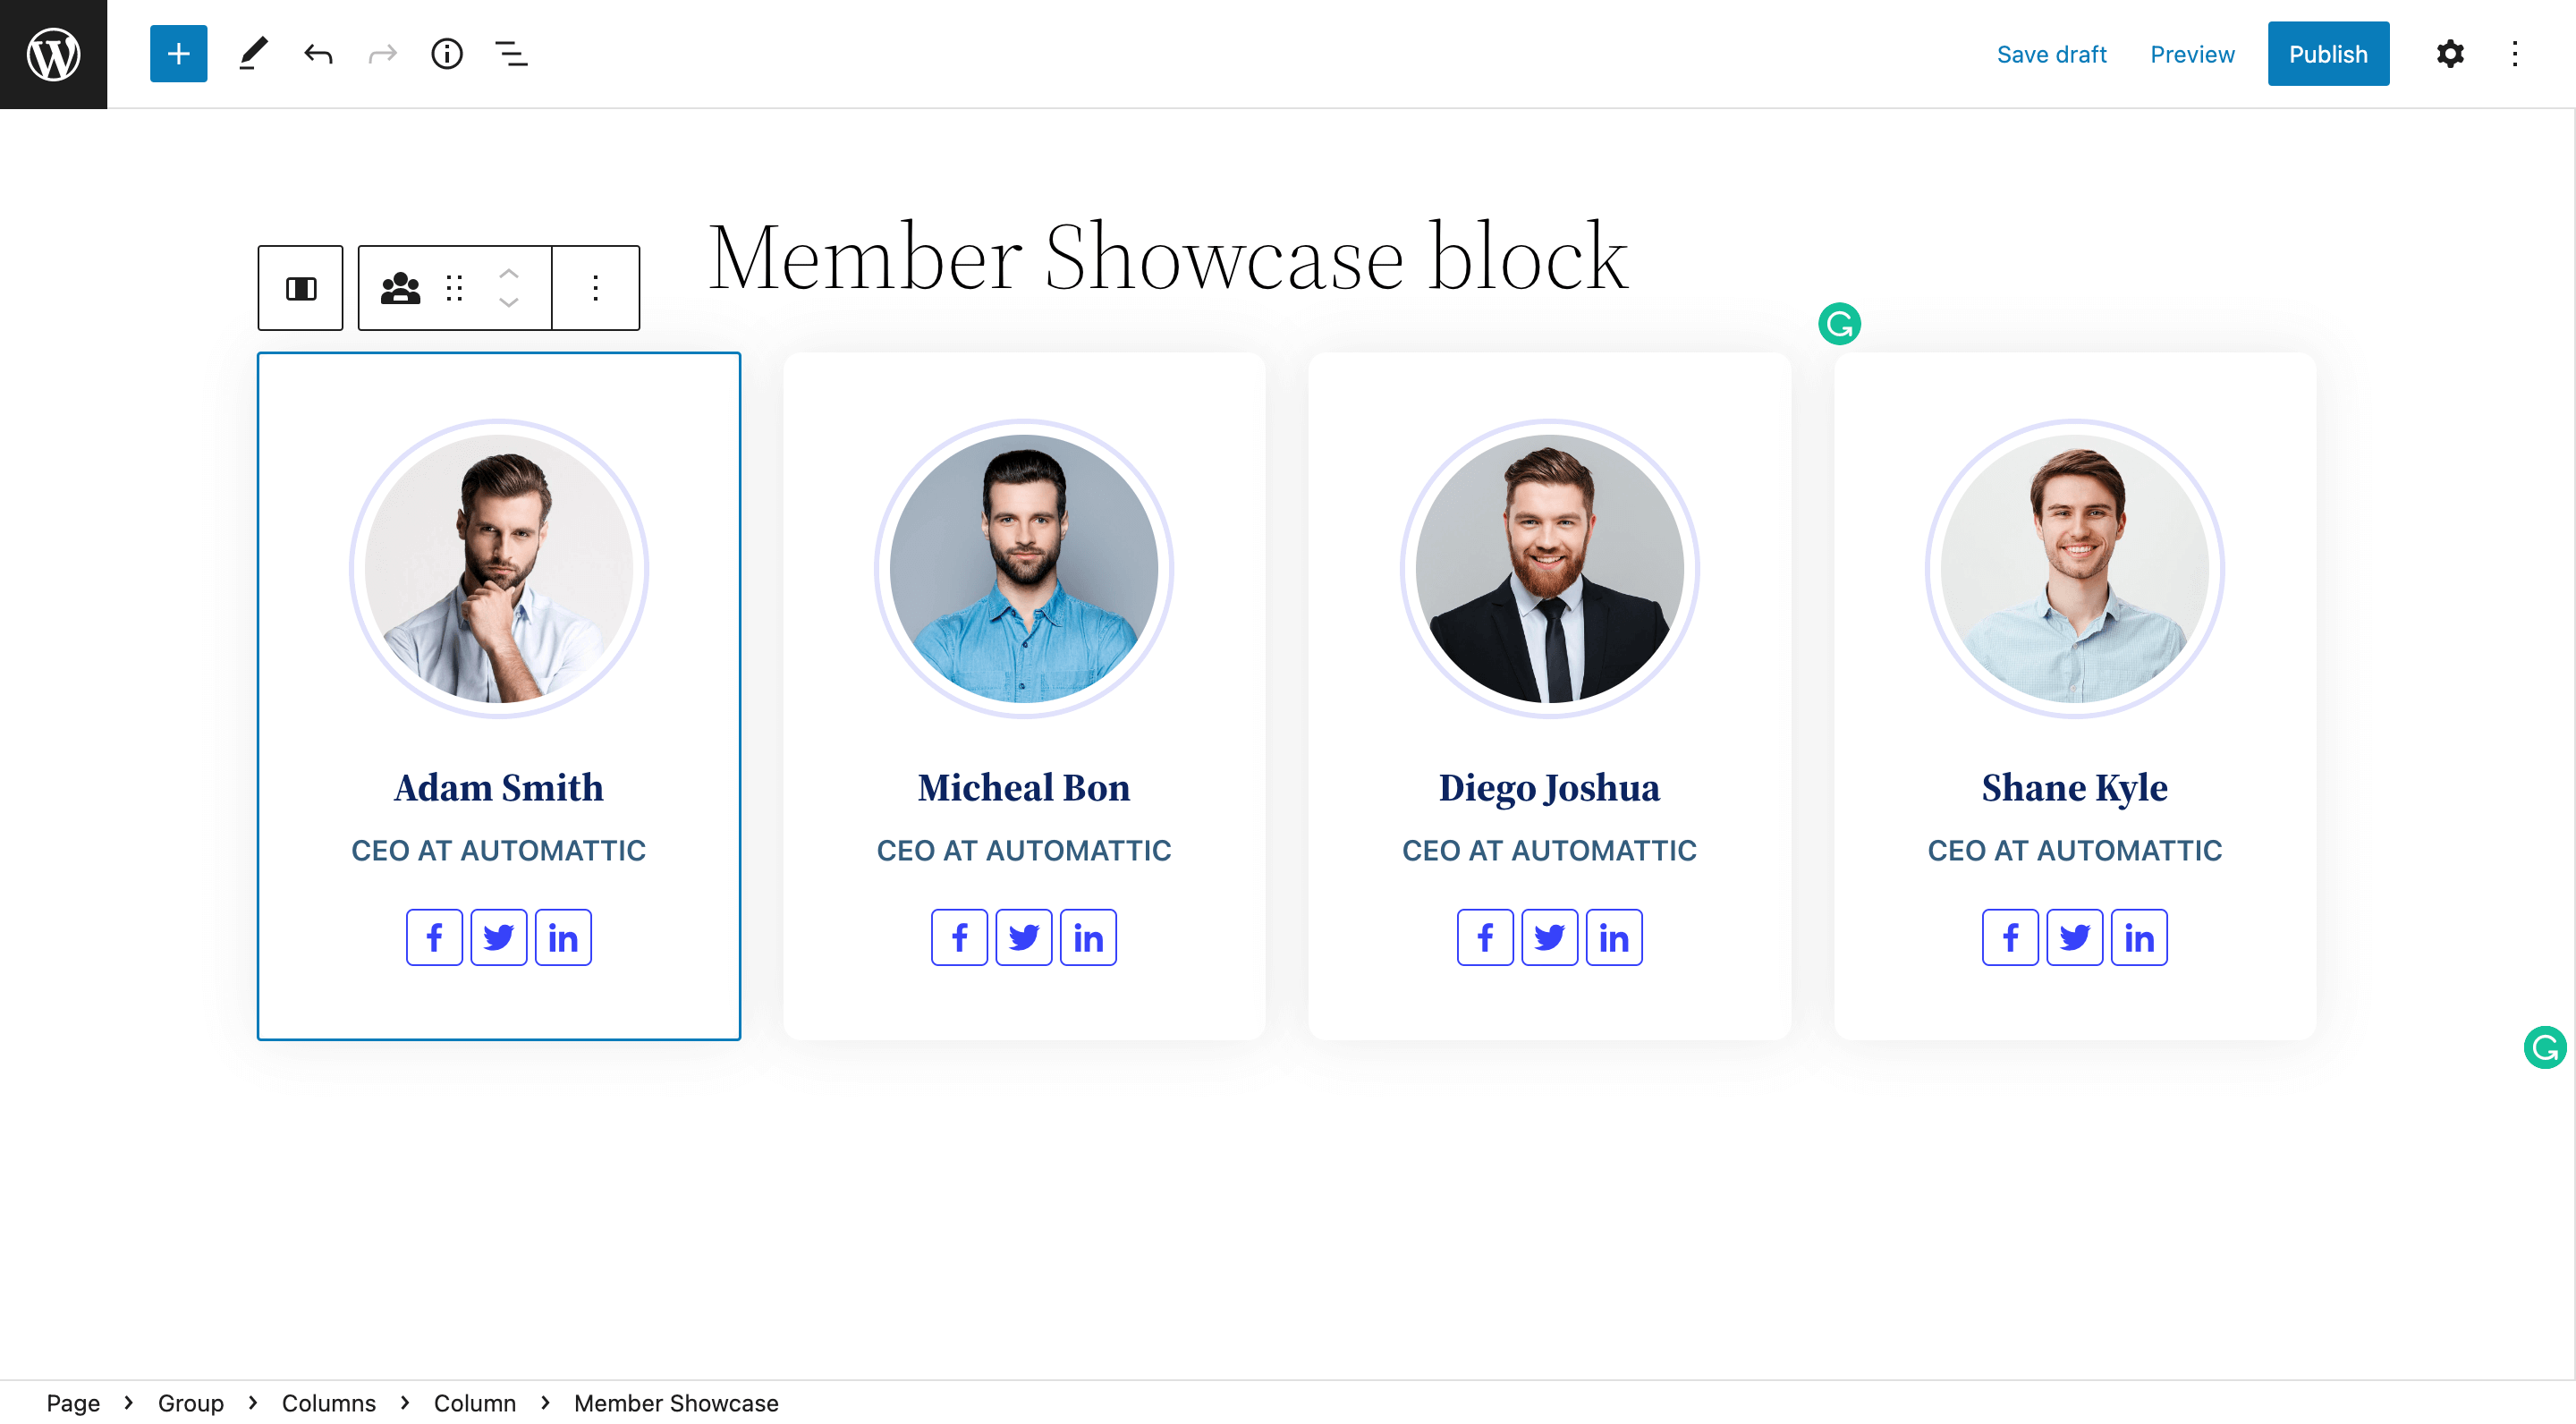 Save draft Preview Publish
Member Showcase block
Adam Smith
CEO AT AUTOMATTIC
Micheal Bon
CEO AT AUTOMATTIC
Diego Joshua
CEO AT AUTOMATTIC
Shane Kyle
CEO AT AUTOMATTIC
Page > Group > Columns > Column > Member Showcase